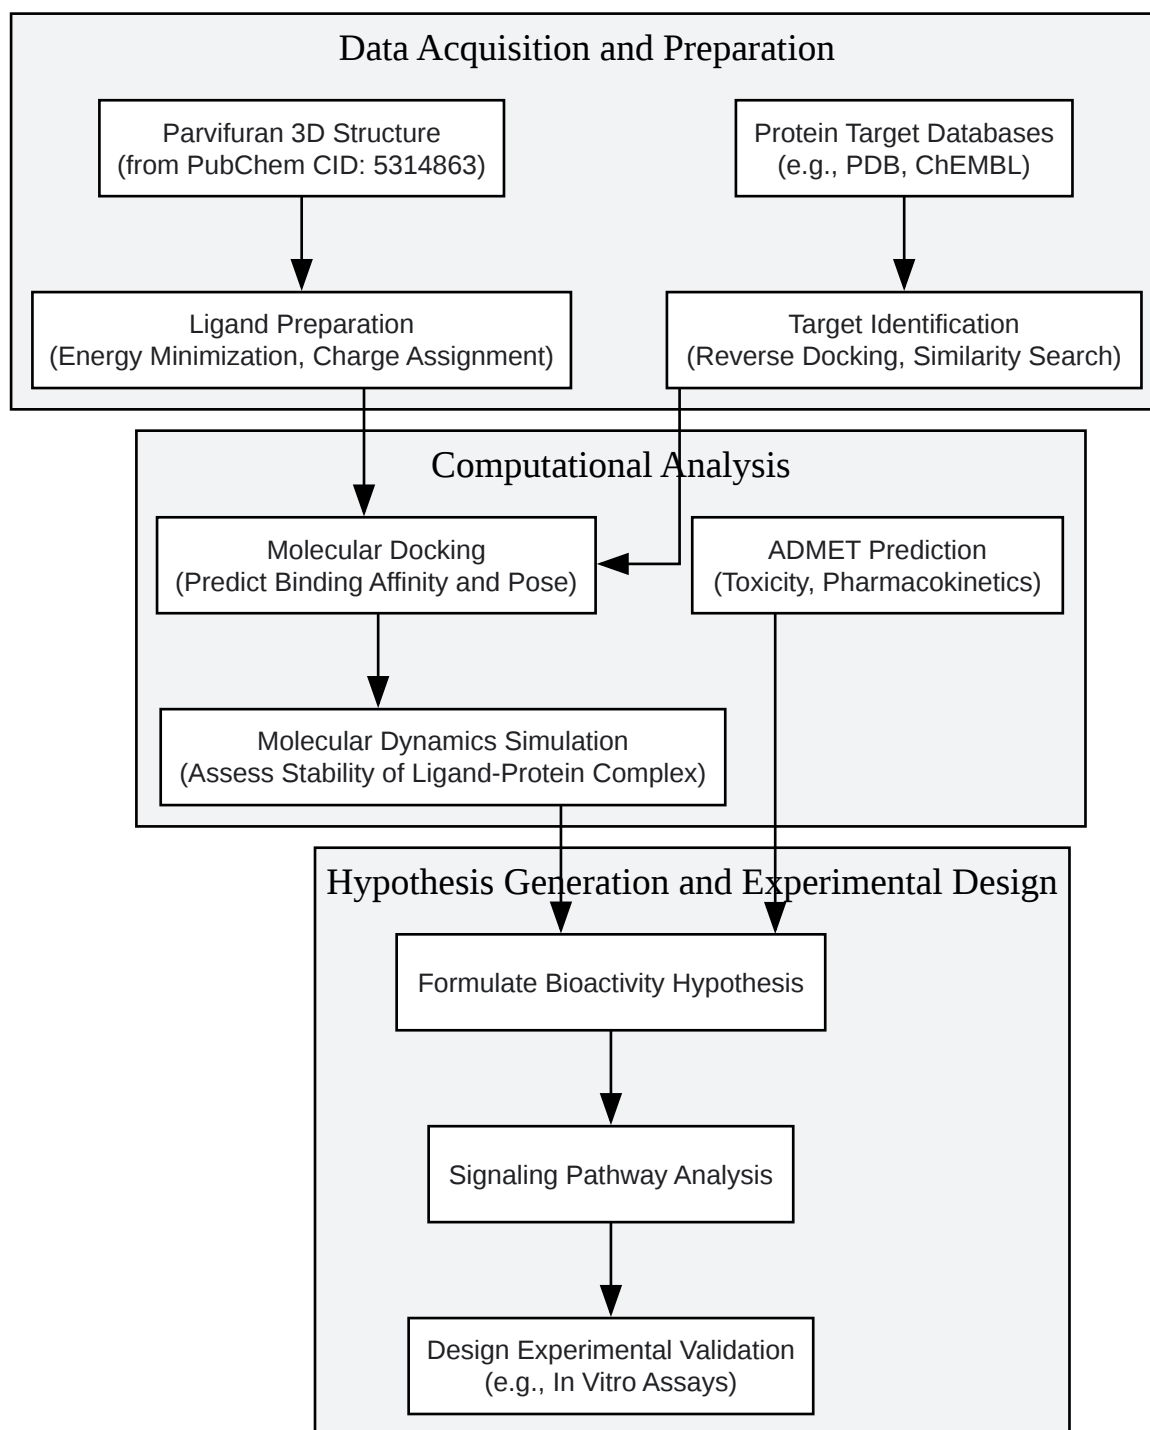 Data Acquisition and Preparation
Parvifuran 3D Structure
(from PubChem CID: 5314863)
Protein Target Databases
(e.g., PDB, ChEMBL)
Ligand Preparation
(Energy Minimization, Charge Assignment)
Target Identification
(Reverse Docking, Similarity Search)
Computational Analysis
Molecular Docking
(Predict Binding Affinity and Pose)
ADMET Prediction
(Toxicity, Pharmacokinetics)
Molecular Dynamics Simulation
(Assess Stability of Ligand-Protein Complex)
Hypothesis Generation and Experimental Design
Formulate Bioactivity Hypothesis
Signaling Pathway Analysis
Design Experimental Validation
(e.g., In Vitro Assays)